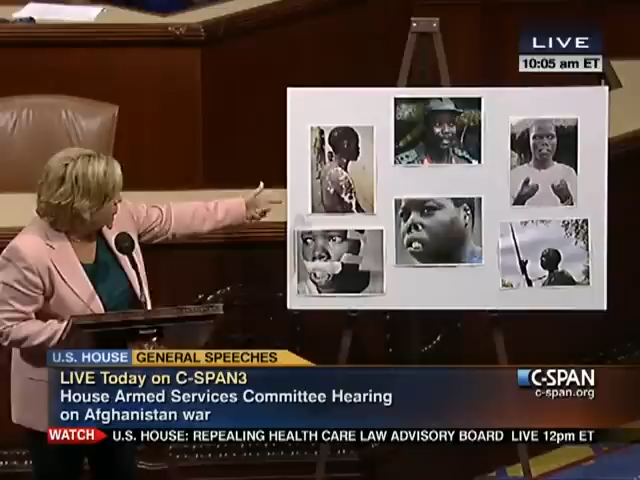 LIVE
10:05 am ET
U.S. HOUSE GENERAL SPEECHES
LIVE Today on C-SPAN3
House Armed Services Committee Hearing
on Afghanistan war
C-SPAN
c-span.org
WATCH U.S. HOUSE: REPEALING HEALTH CARE LAW ADVISORY BOARD LIVE 12pm ET